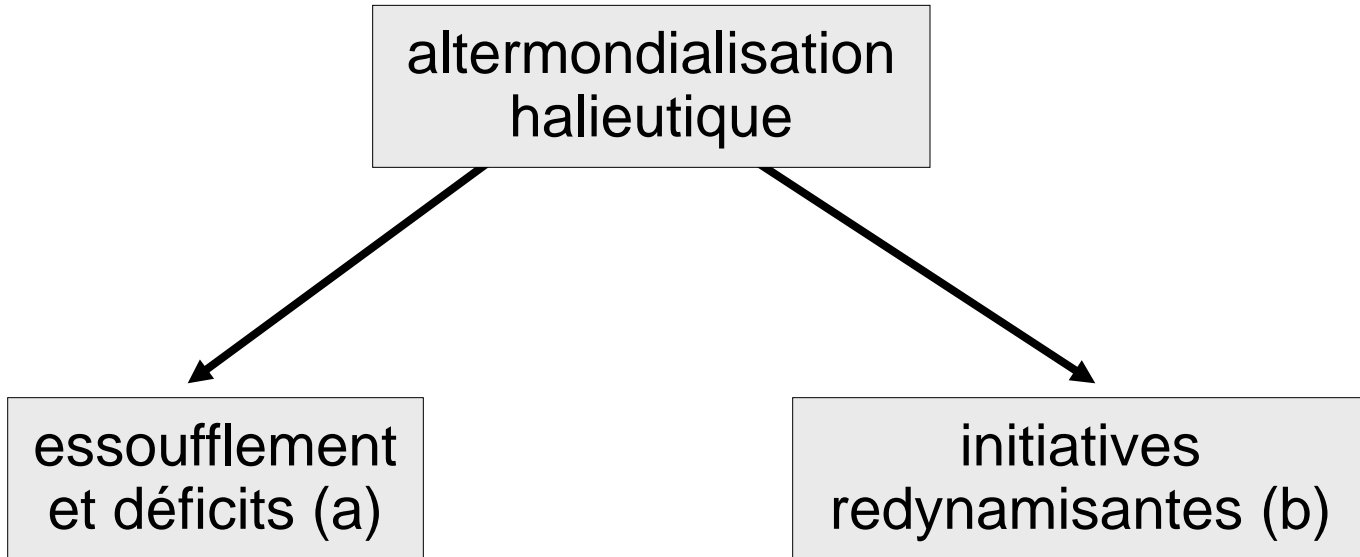 altermondialisation
halieutique
essoufflement
et déficits (a)
initiatives
redynamisantes (b)